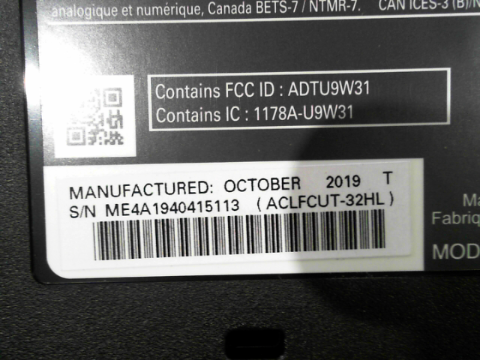 analogique et numérique, Canada BETS-7 / NTMR-7. CAN ICES-3 (B)/N
Contains FCC ID : ADTU9W31
Contains IC : 1178A-U9W31
MANUFACTURED: OCTOBER 2019 T
S/N ME4A1940415113 (ACLFCUT-32HL)
Ma
Fabriq
MOD